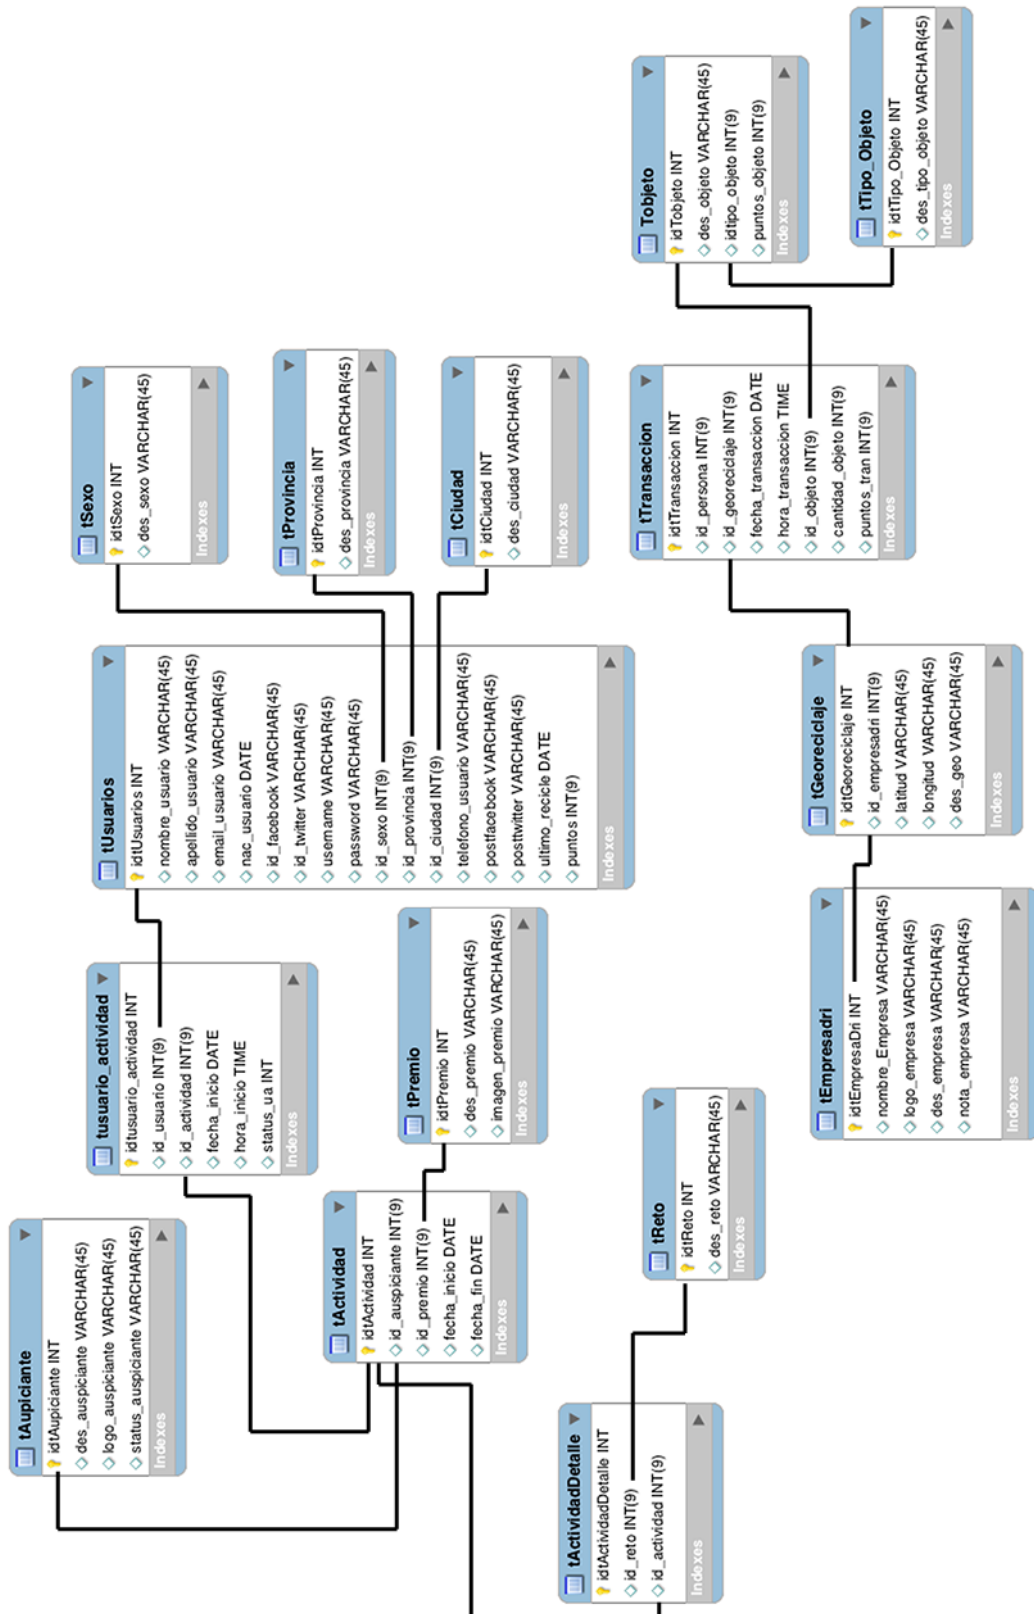 tAupiciante
idtAupiciante INT
des_auspiciante VARCHAR(45)
logo_auspiciante VARCHAR(45)
status_auspiciante VARCHAR(45)
Indexes
tusuario_actividad
idtusuario_actividad INT
id_usuario INT(9)
id_actividad INT(9)
fecha_inicio DATE
hora_inicio TIME
status_ua INT
Indexes
tUsuarios
idtUsuarios INT
nombre_usuario VARCHAR(45)
apellido_usuario VARCHAR(45)
email_usuario VARCHAR(45)
nac_usuario DATE
id_facebook VARCHAR(45)
id_twitter VARCHAR(45)
username VARCHAR(45)
password VARCHAR(45)
id_sexo INT(9)
id_provincia INT(9)
id_ciudad INT(9)
telefono_usuario VARCHAR(45)
postfacebook VARCHAR(45)
posttwitter VARCHAR(45)
ultimo_recicle DATE
puntos INT(9)
Indexes
tSexo
idtSexo INT
des_sexo VARCHAR(45)
Indexes
tProvincia
idtProvincia INT
des_provincia VARCHAR(45)
Indexes
tCiudad
idtCiudad INT
des_ciudad VARCHAR(45)
Indexes
tActividad
idtActividad INT
id_auspiciante INT(9)
id_premio INT(9)
fecha_inicio DATE
fecha_fin DATE
Indexes
tPremio
idtPremio INT
des_premio VARCHAR(45)
imagen_premio VARCHAR(45)
Indexes
tActividadDetalle
idtActividadDetalle INT
id_reto INT(9)
id_actividad INT(9)
Indexes
tReto
idtReto INT
des_reto VARCHAR(45)
Indexes
tEmpresadri
idtEmpresaDri INT
nombre_Empresa VARCHAR(45)
logo_empresa VARCHAR(45)
des_empresa VARCHAR(45)
nota_empresa VARCHAR(45)
Indexes
tGeoreciclaje
idtGeoreciclaje INT
id_empresadri INT(9)
latitud VARCHAR(45)
longitud VARCHAR(45)
des_geo VARCHAR(45)
Indexes
tTransaccion
idtTransaccion INT
id_persona INT(9)
id_georeciclaje INT(9)
fecha_transaccion DATE
hora_transaccion TIME
id_objeto INT(9)
cantidad_objeto INT(9)
puntos_tran INT(9)
Indexes
Tobjeto
idTobjeto INT
des_objeto VARCHAR(45)
idtipo_objeto INT(9)
puntos_objeto INT(9)
Indexes
tTipo_Objeto
idtTipo_Objeto INT
des_tipo_objeto VARCHAR(45)
Indexes